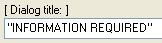 [ Dialog title: ]
"INFORMATION REQUIRED"